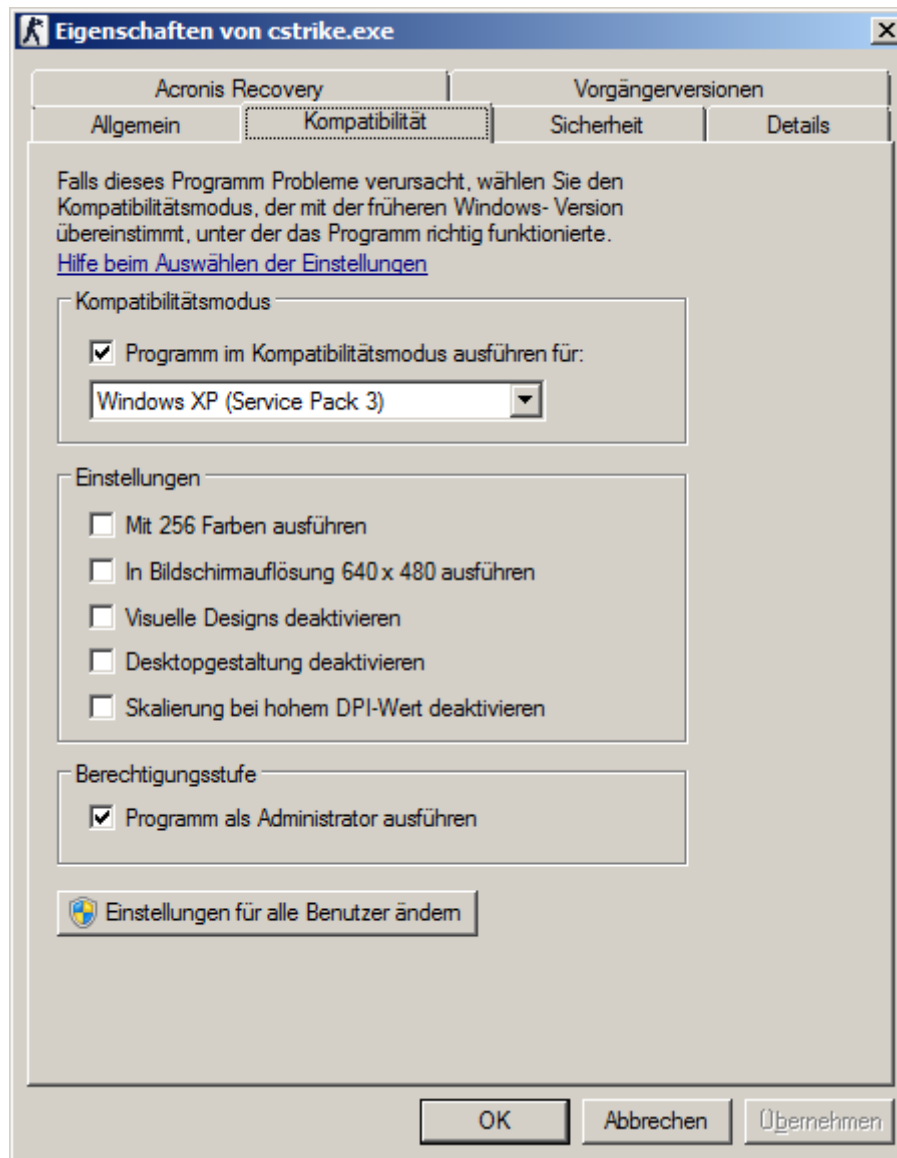 Eigenschaften von cstrike.exe
Acronis Recovery
Vorgängerversionen
Allgemein
Kompatibilität
Sicherheit
Details
Falls dieses Programm Probleme verursacht, wählen Sie den
Kompatibilitätsmodus, der mit der früheren Windows- Version
übereinstimmt, unter der das Programm richtig funktionierte.
Hilfe beim Auswählen der Einstellungen
Kompatibilitätsmodus
Programm im Kompatibilitätsmodus ausführen für:
Windows XP (Service Pack 3)
Einstellungen
Mit 256 Farben ausführen
In Bildschirmauflösung 640 x 480 ausführen
Visuelle Designs deaktivieren
Desktopgestaltung deaktivieren
Skalierung bei hohem DPI-Wert deaktivieren
Berechtigungsstufe
Programm als Administrator ausführen
Einstellungen für alle Benutzer ändern
OK
Abbrechen
Übernehmen